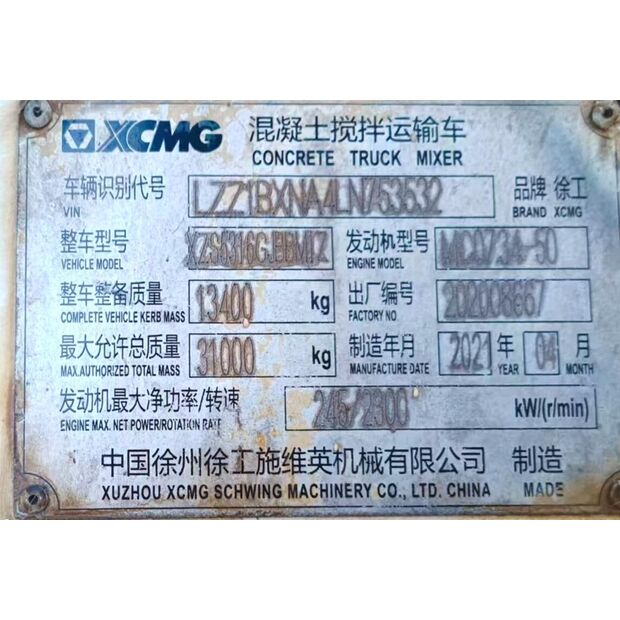 XCMG 混凝土搅拌运输车
CONCRETE TRUCK MIXER
车辆识别代号 LZZ1BXNA4LN753532 品牌 徐工
VIN BRAND XCMG
整车型号 发动机型号
VEHICLE MODEL ENGINE MODEL
整车整备质量 13400 kg 出厂编号
COMPLETE VEHICLE KERB MASS FACTORY NO.
最大允许总质量 31000 kg 制造年月 2021 年 04 月
MAX.AUTHORIZED TOTAL MASS MANUFACTURE DATE YEAR MONTH
发动机最大净功率/转速 kW/(r/min)
ENGINE MAX. NET POWER/ROTATION RATE
中国徐州徐工施维英机械有限公司 制造
XUZHOU XCMG SCHWING MACHINERY CO., LTD. CHINA MADE